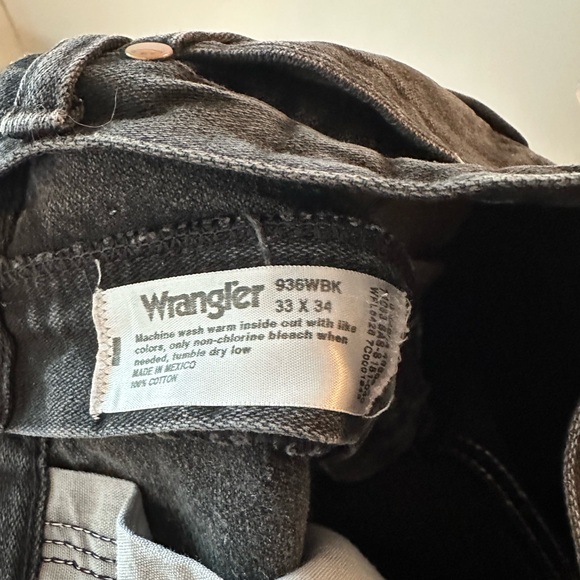 Wrangler 936WBK
33 X 34
Machine wash warm inside out with like
colors, only non-chlorine bleach when
needed, tumble dry low
MADE IN MEXICO
100% COTTON